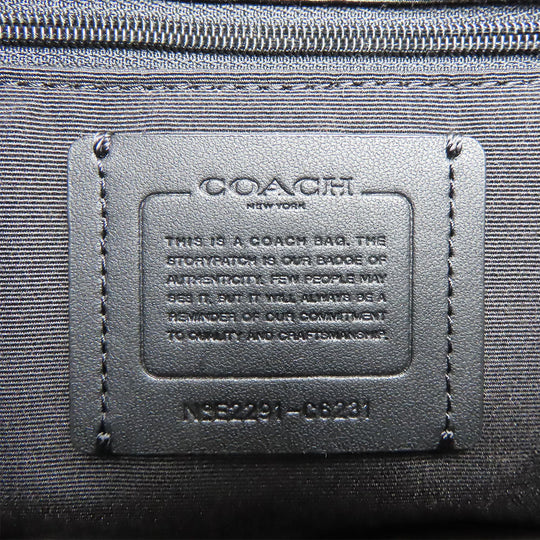 COACH
NEW YORK
THIS IS A COACH BAG. THE
STORYPATCH IS OUR BADGE OF
AUTHENTICITY. FEW PEOPLE MAY
SEE IT, BUT IT WILL ALWAYS BE A
REMINDER OF OUR COMMITMENT
TO QUALITY AND CRAFTSMANSHIP.
NºE2291-C6231